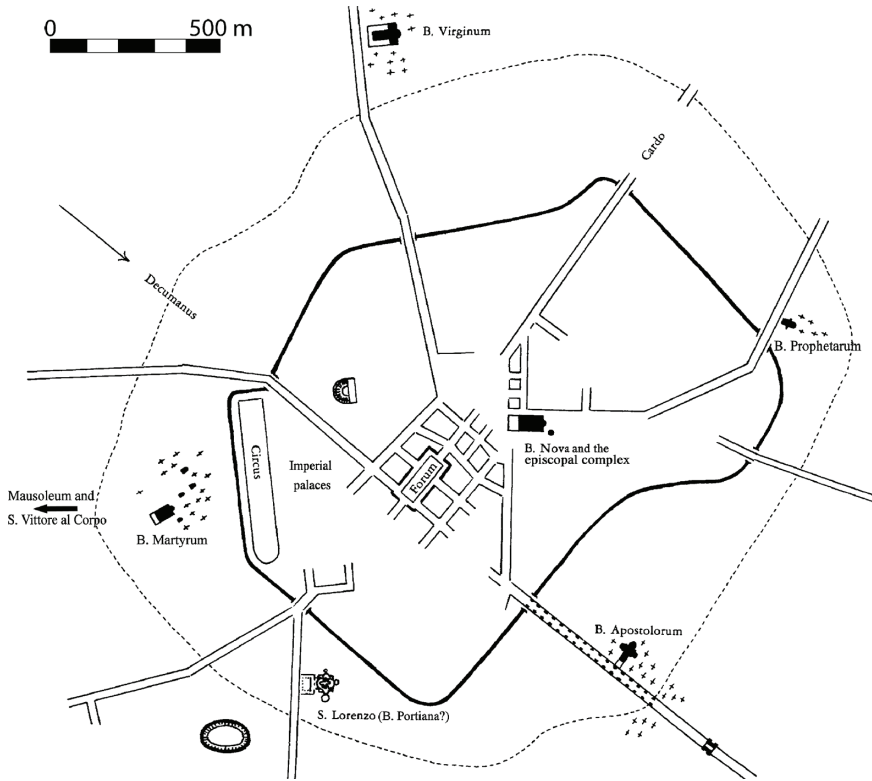 0 500 m
B. Virginum
Cardo
Decumanus
B. Prophetarum
Circus
Imperial
palaces
Forum
B. Nova and the
episcopal complex
Mausoleum and
S. Vittore al Corpo
B. Martyrum
B. Apostolorum
S. Lorenzo (B. Portiana?)